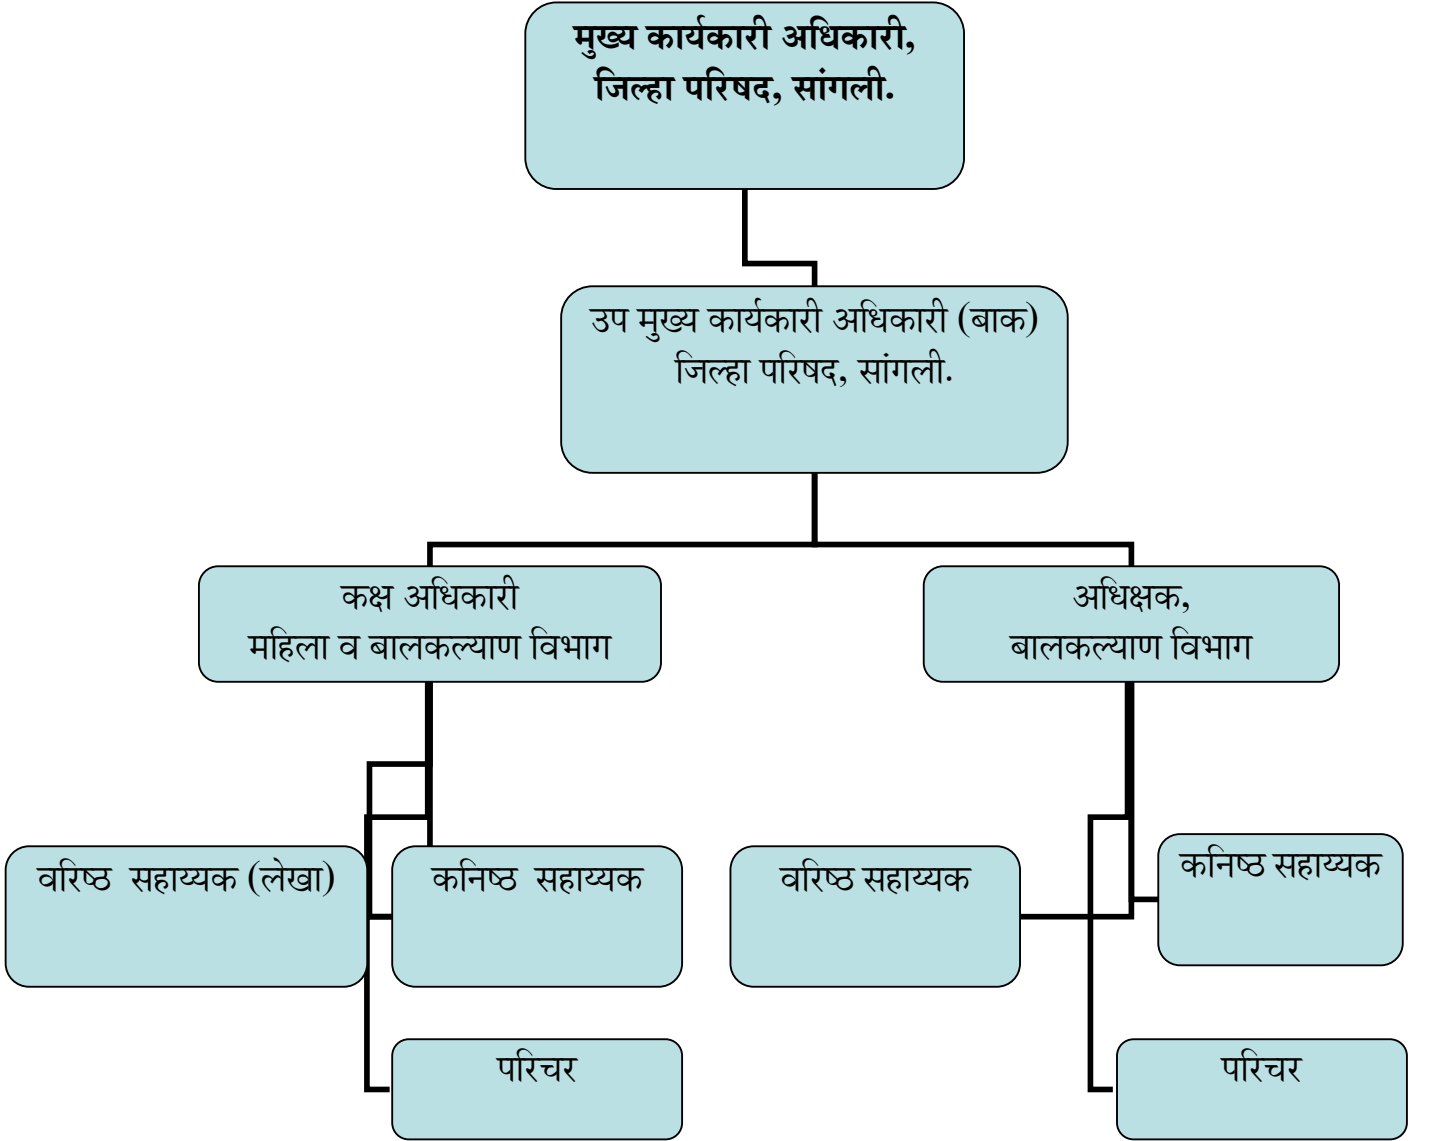 मुख्य कार्यकारी अधिकारी,
जिल्हा परिषद, सांगली.
उप मुख्य कार्यकारी अधिकारी (बाक)
जिल्हा परिषद, सांगली.
कक्ष अधिकारी
महिला व बालकल्याण विभाग
अधिक्षक,
बालकल्याण विभाग
वरिष्ठ सहाय्यक (लेखा)
कनिष्ठ सहाय्यक
वरिष्ठ सहाय्यक
कनिष्ठ सहाय्यक
परिचर
परिचर